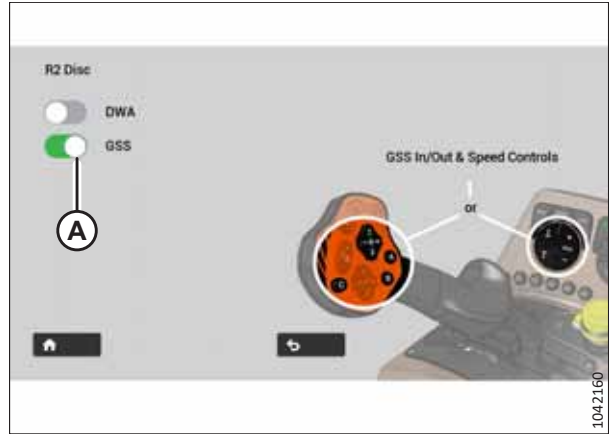 R2 Disc
DWA
GSS
A
GSS In/Out & Speed Controls
or
1042160